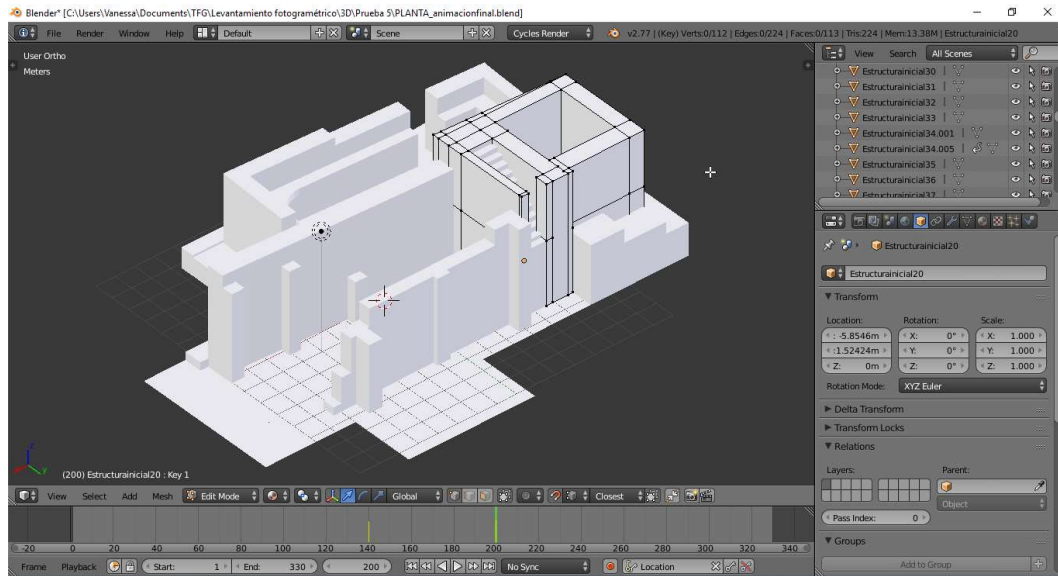 Blender* [C:\Users\Vanessa\Documents\TFG\Levantamiento fotogramétrico\3D\Prueba 5\PLANTA_animacionfinal.blend]
File Render Window Help Default Scene Cycles Render v2.77 | (Key) Verts:0/112 | Edges:0/224 | Faces:0/113 | Tris:224 | Mem:13.38M | Estructurainicial20
User Ortho
Meters
(200) Estructurainicial20 : Key 1
View Select Add Mesh Edit Mode Global Closest
-20 0 20 40 60 80 100 120 140 160 180 200 220 240 260 280 300 320 340
Frame Playback Start: 1 End: 330 200 No Sync Location
View Search All Scenes
Estructurainicial30
Estructurainicial31
Estructurainicial32
Estructurainicial33
Estructurainicial34.001
Estructurainicial34.005
Estructurainicial35
Estructurainicial36
Estructurainicial37
Estructurainicial20
Estructurainicial20
Transform
Location: Rotation: Scale:
: -5.8546m X: 0° X: 1.000
:1.52424m Y: 0° Y: 1.000
Z: 0m Z: 0° Z: 1.000
Rotation Mode: XYZ Euler
Delta Transform
Transform Locks
Relations
Layers: Parent:
Object
Pass Index: 0
Groups
Add to Group